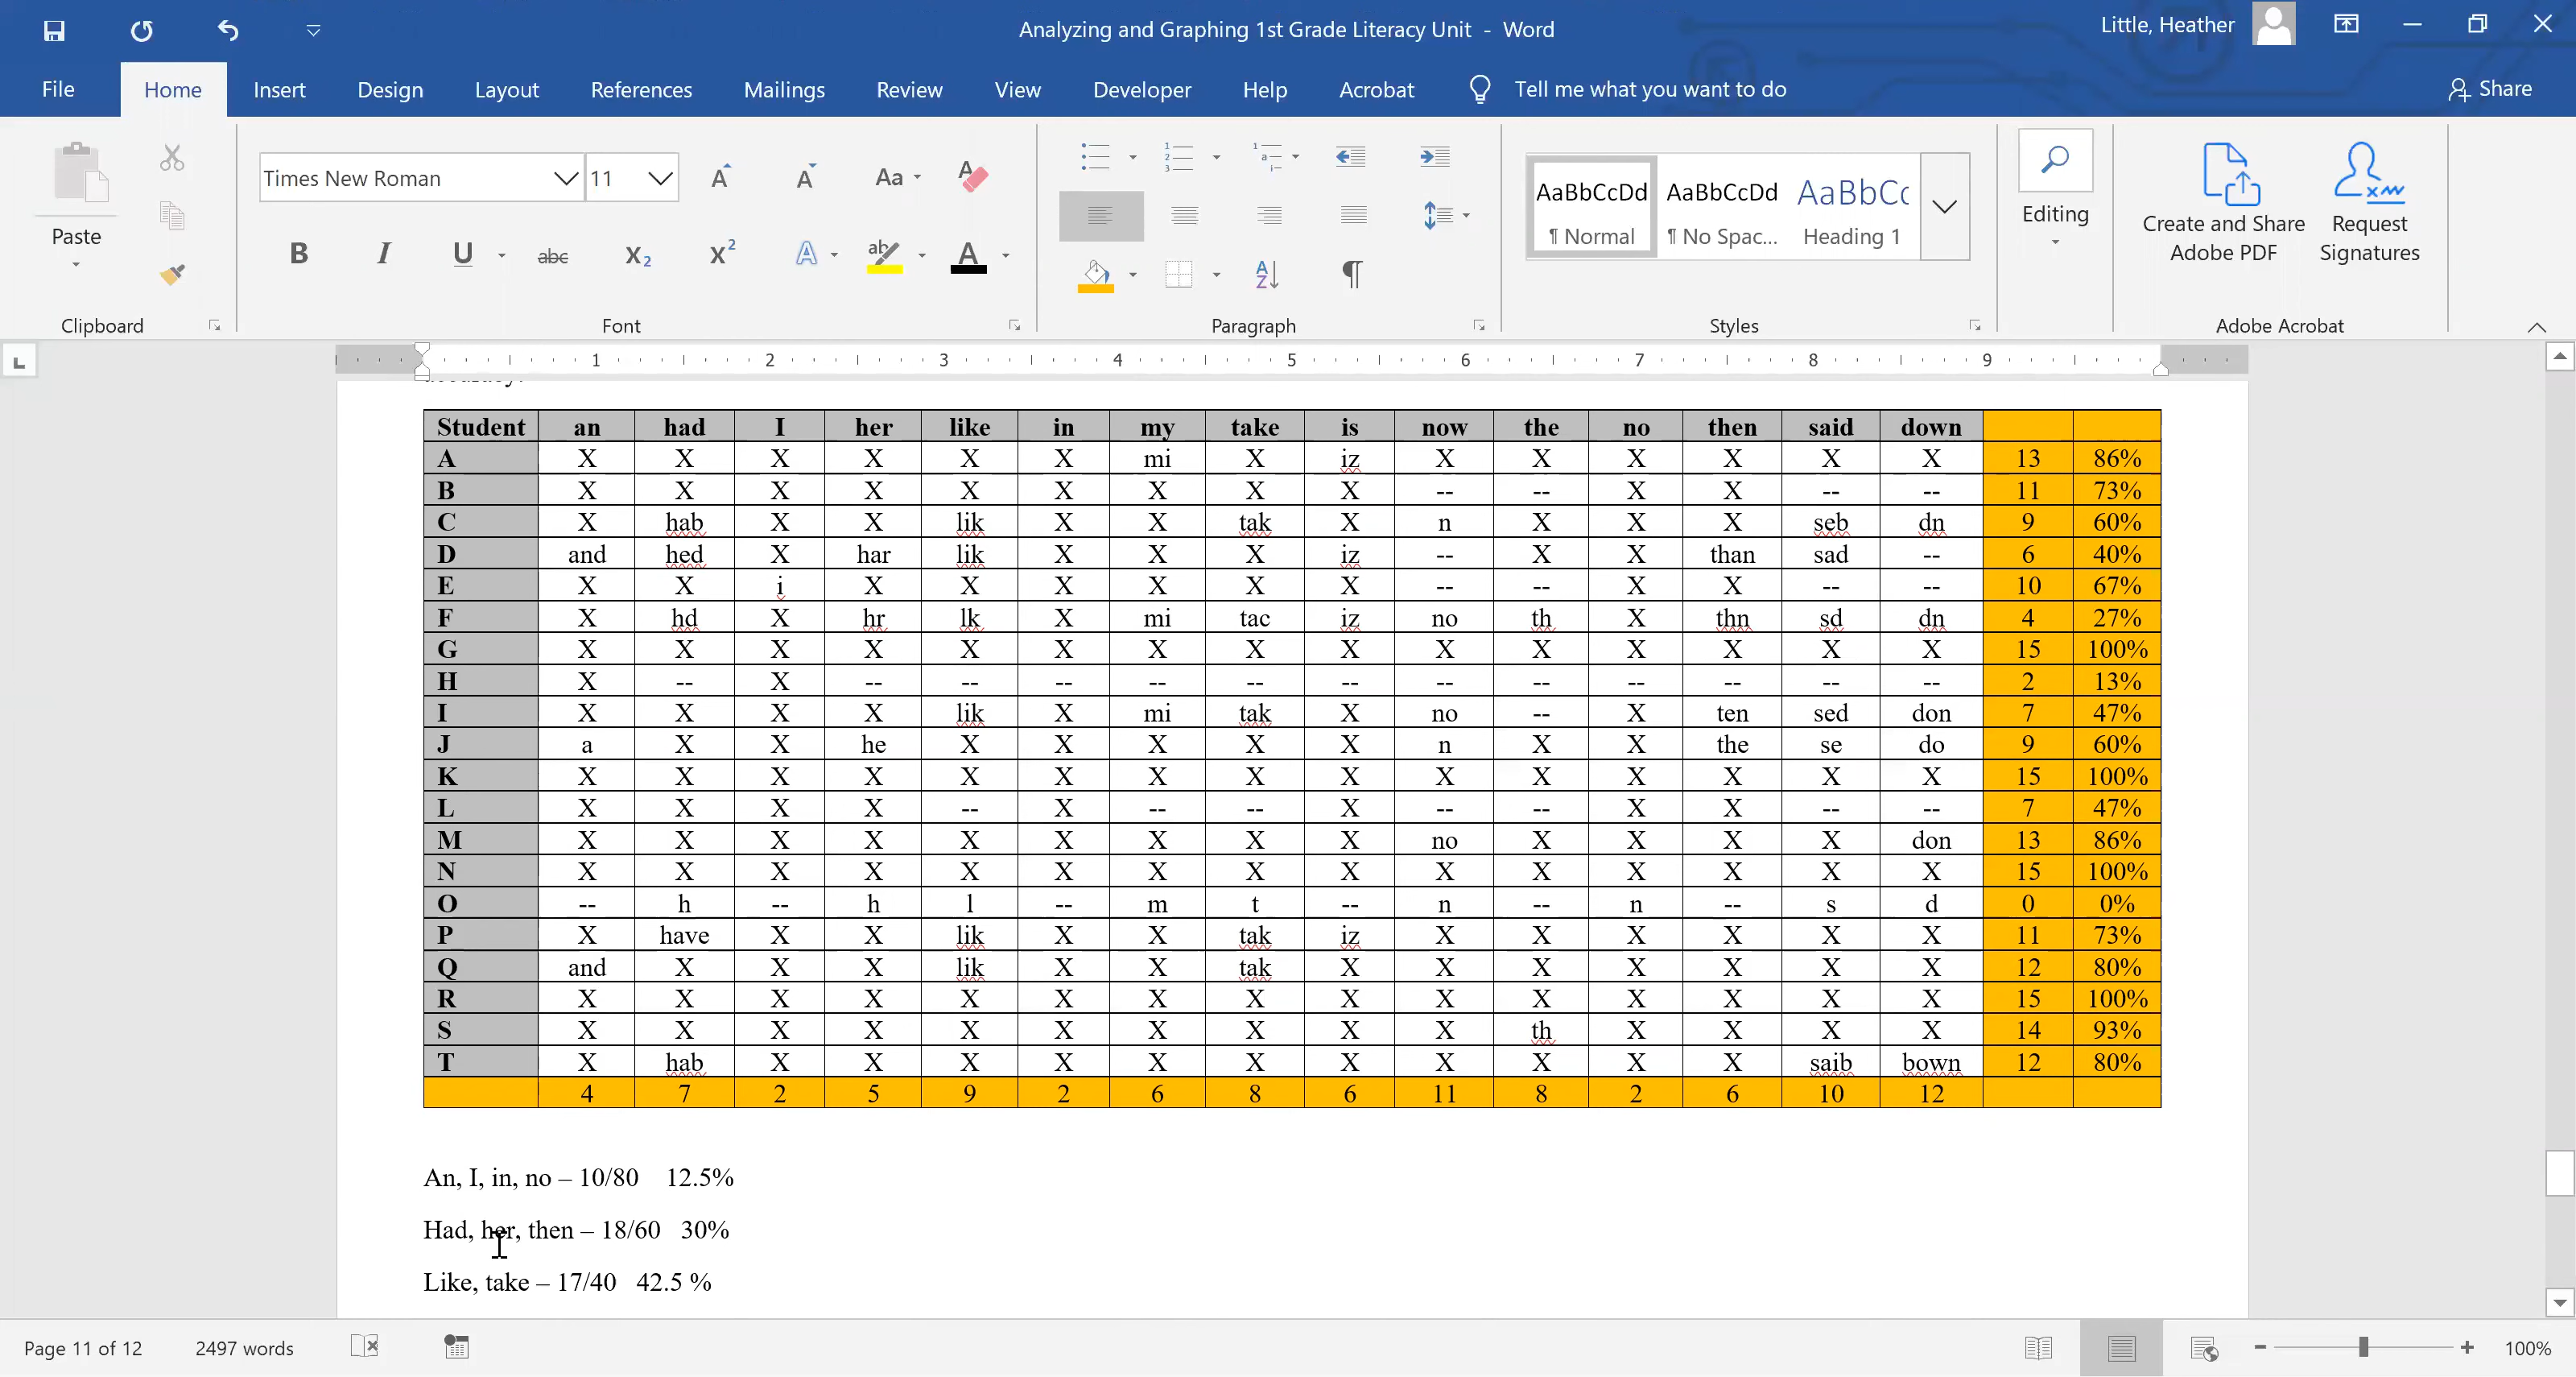 Analyzing and Graphing 1st Grade Literacy Unit - Word
Little, Heather
File Home Insert Design Layout References Mailings Review View Developer Help Acrobat Tell me what you want to do Share
Paste
Clipboard
Times New Roman 11
Font
Paragraph
AaBbCcDd AaBbCcDd AaBbCc
¶ Normal ¶ No Spac... Heading 1
Styles
Editing
Create and Share Adobe PDF
Request Signatures
Adobe Acrobat
1 2 3 4 5 6 7 8 9
Student an had I her like in my take is now the no then said down
A X X X X X X mi X iz X X X X X X 13 86%
B X X X X X X X X X -- -- X X -- -- 11 73%
C X hab X X lik X X tak X n X X X seb dn 9 60%
D and hed X har lik X X X iz -- X X than sad -- 6 40%
E X X i X X X X X X -- -- X X -- -- 10 67%
F X hd X hr lk X mi tac iz no th X thn sd dn 4 27%
G X X X X X X X X X X X X X X X 15 100%
H X -- X -- -- -- -- -- -- -- -- -- -- -- -- 2 13%
I X X X X lik X mi tak X no -- X ten sed don 7 47%
J a X X he X X X X X n X X the se do 9 60%
K X X X X X X X X X X X X X X X 15 100%
L X X X X -- X -- -- X -- -- X X -- -- 7 47%
M X X X X X X X X X no X X X X don 13 86%
N X X X X X X X X X X X X X X X 15 100%
O -- h -- h l -- m t -- n -- n -- s d 0 0%
P X have X X lik X X tak iz X X X X X X 11 73%
Q and X X X lik X X tak X X X X X X X 12 80%
R X X X X X X X X X X X X X X X 15 100%
S X X X X X X X X X X th X X X X 14 93%
T X hab X X X X X X X X X X X saib bown 12 80%
4 7 2 5 9 2 6 8 6 11 8 2 6 10 12
An, I, in, no – 10/80 12.5%
Had, her, then – 18/60 30%
Like, take – 17/40 42.5 %
Page 11 of 12 2497 words 100%